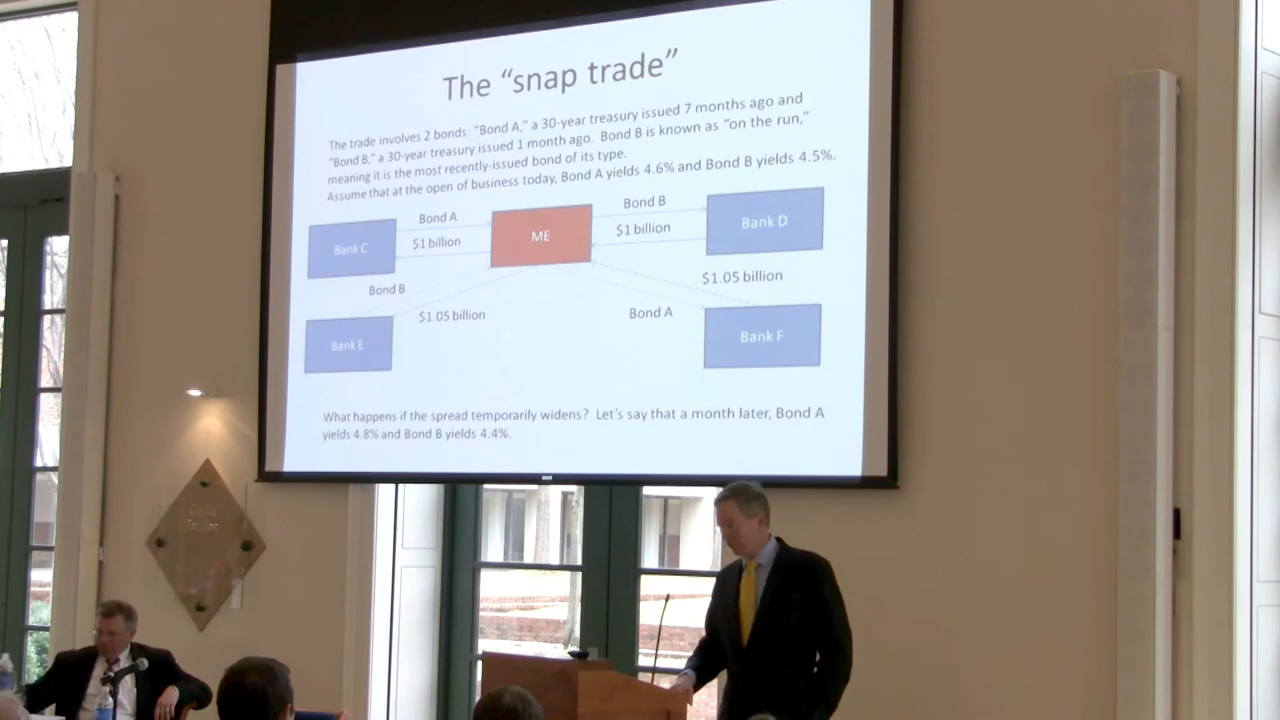 The “snap trade”
The trade involves 2 bonds: “Bond A,” a 30-year treasury issued 7 months ago and
“Bond B,” a 30-year treasury issued 1 month ago. Bond B is known as “on the run,”
meaning it is the most recently-issued bond of its type.
Assume that at the open of business today, Bond A yields 4.6% and Bond B yields 4.5%.
Bond A
Bond B
Bank C
$1 billion
ME
$1 billion
Bank D
Bond B
$1.05 billion
$1.05 billion
Bond A
Bank E
Bank F
What happens if the spread temporarily widens? Let’s say that a month later, Bond A
yields 4.8% and Bond B yields 4.4%.